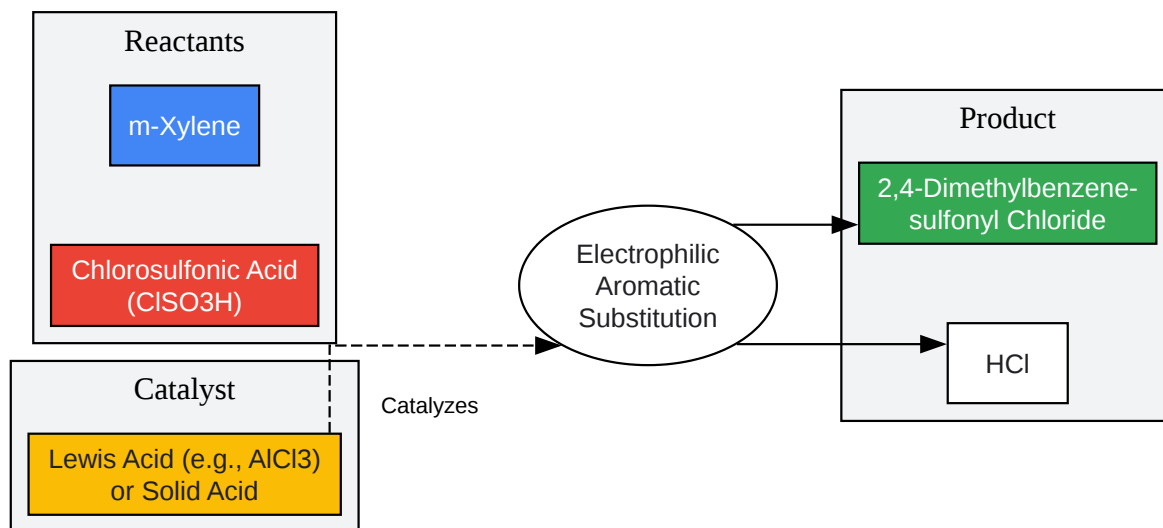 Reactants
m-Xylene
Chlorosulfonic Acid
(ClSO3H)
Catalyst
Lewis Acid (e.g., AlCl3)
or Solid Acid
Catalyzes
Electrophilic
Aromatic
Substitution
Product
2,4-Dimethylbenzene-
sulfonyl Chloride
HCl